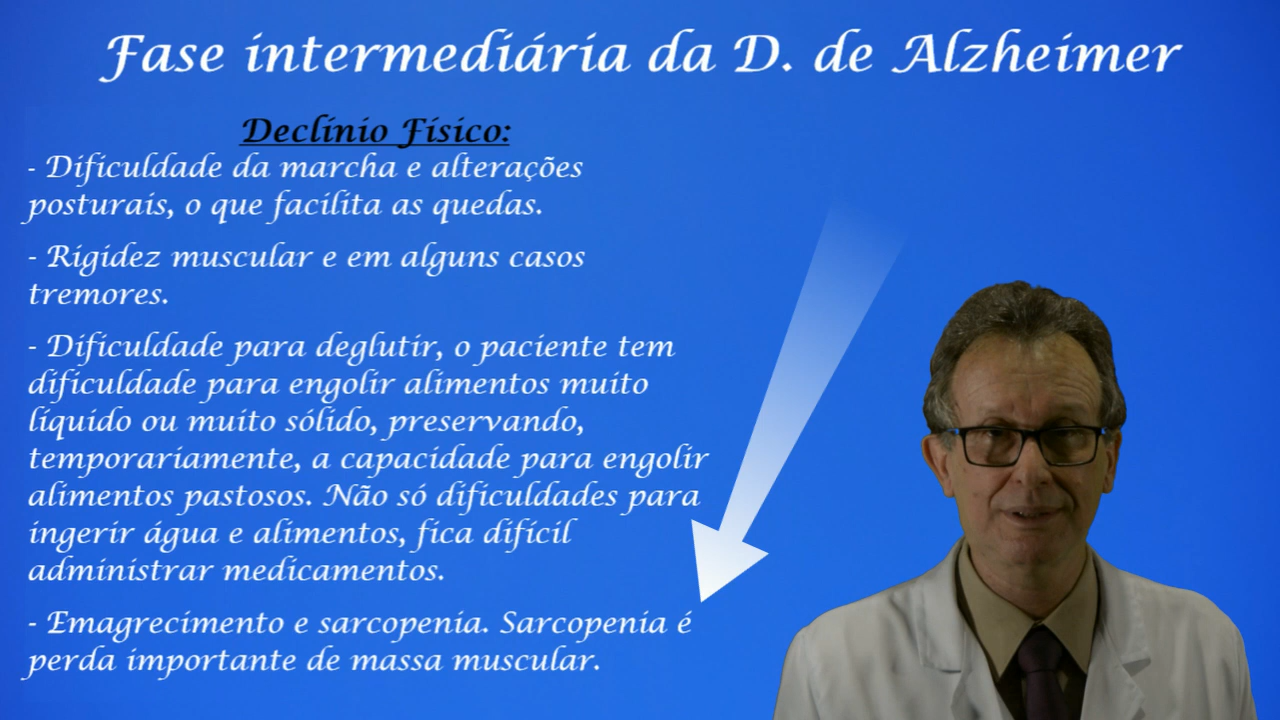 Fase intermediária da D. de Alzheimer
Declínio Físico:
- Dificuldade da marcha e alterações
posturais, o que facilita as quedas.
- Rigidez muscular e em alguns casos
tremores.
- Dificuldade para deglutir, o paciente tem
dificuldade para engolir alimentos muito
líquido ou muito sólido, preservando,
temporariamente, a capacidade para engolir
alimentos pastosos. Não só dificuldades para
ingerir água e alimentos, fica difícil
administrar medicamentos.
- Emagrecimento e sarcopenia. Sarcopenia é
perda importante de massa muscular.